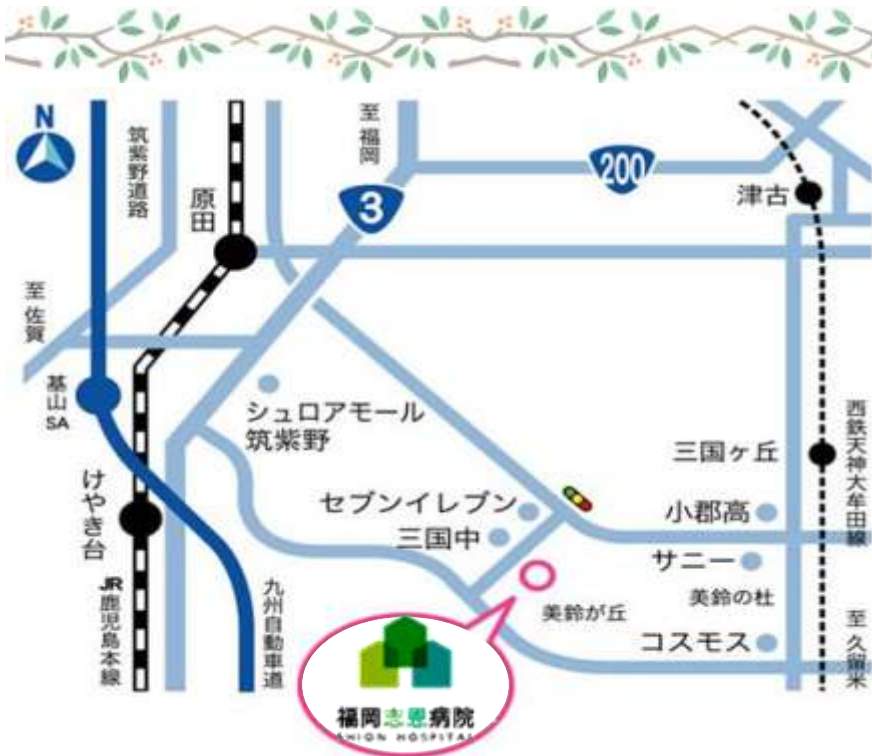 N
筑紫野道路
至 福岡
200
3
原田
津古
至 佐賀
基山
SA
シュロアモール
筑紫野
西鉄天神大牟田線
三国ヶ丘
けやき台
セブンイレブン
小郡高
三国中
サニー
JR鹿児島本線
九州自動車道
美鈴が丘
美鈴の杜
至 久留米
コスモス
福岡志恩病院
SHION HOSPITAL